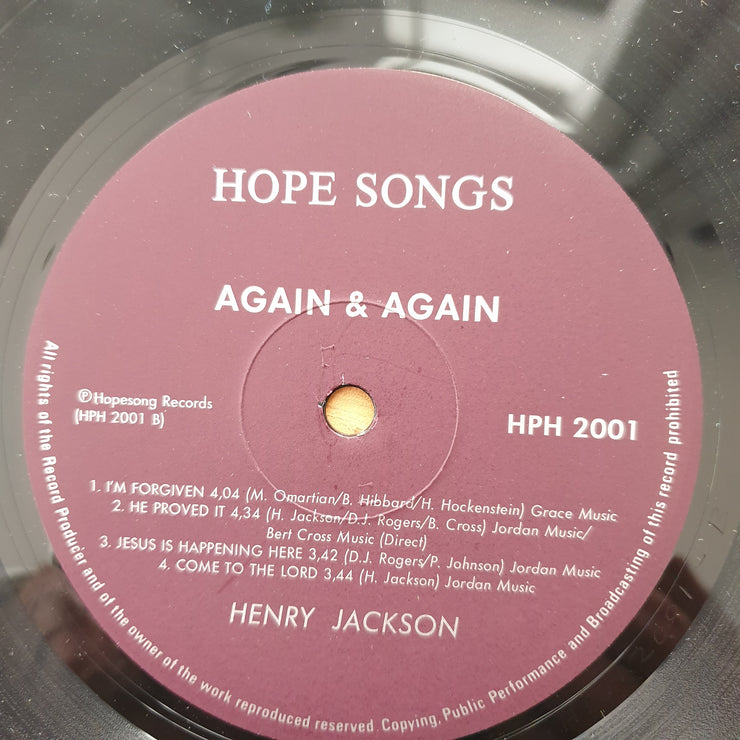 HOPE SONGS
AGAIN & AGAIN
℗Hopesong Records
(HPH 2001 B)
HPH 2001
1. I'M FORGIVEN 4,04 (M. Omartian/B. Hibbard/H. Hockenstein) Grace Music
2. HE PROVED IT 4,34 (H. Jackson/D.J. Rogers/B. Cross) Jordan Music/
Bert Cross Music (Direct)
3. JESUS IS HAPPENING HERE 3,42 (D.J. Rogers/P. Johnson) Jordan Music
4. COME TO THE LORD 3,44 (H. Jackson) Jordan Music
HENRY JACKSON
All rights of the Record Producer and of the owner of the work reproduced reserved. Copying, Public Performance and Broadcasting of this record prohibited